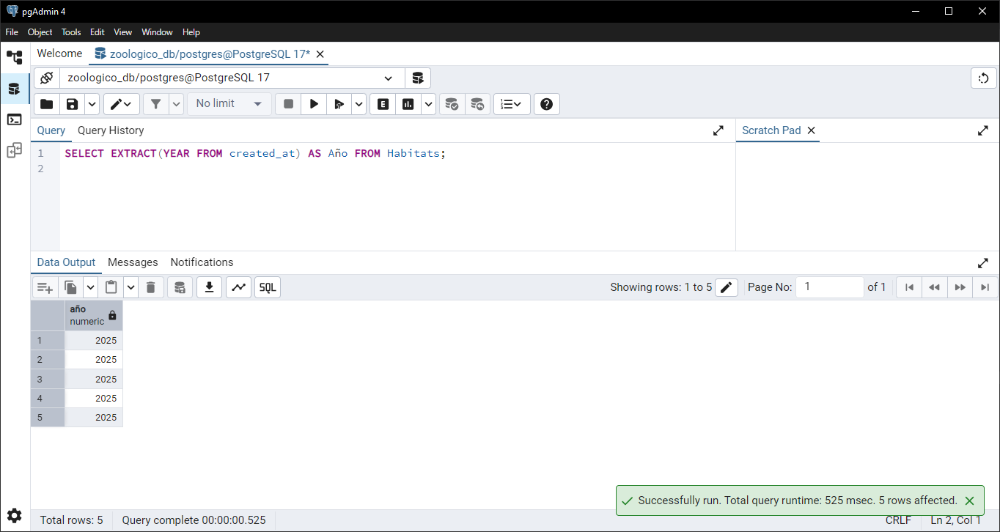 pgAdmin 4
File Object Tools Edit View Window Help
Welcome zoologico_db/postgres@PostgreSQL 17*
zoologico_db/postgres@PostgreSQL 17
No limit E
Query Query History Scratch Pad
1 SELECT EXTRACT(YEAR FROM created_at) AS Año FROM Habitats;
2
Data Output Messages Notifications
SQL Showing rows: 1 to 5 Page No: 1 of 1
año
numeric
1 2025
2 2025
3 2025
4 2025
5 2025
Successfully run. Total query runtime: 525 msec. 5 rows affected.
Total rows: 5 Query complete 00:00:00.525 CRLF Ln 2, Col 1